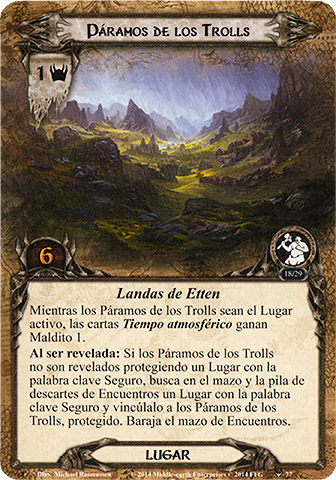 Páramos de los Trolls
1
6
18/29
Landas de Etten
Mientras los Páramos de los Trolls sean el Lugar
activo, las cartas Tiempo atmosférico ganan
Maldito 1.
Al ser revelada: Si los Páramos de los Trolls
no son revelados protegiendo un Lugar con la
palabra clave Seguro, busca en el mazo y la pila de
descartes de Encuentros un Lugar con la palabra
clave Seguro y vincúlalo a los Páramos de los
Trolls, protegido. Baraja el mazo de Encuentros.
LUGAR
Ilus. Michael Rasmussen © 2014 Middle-earth Enterprises © 2014 FFG 77